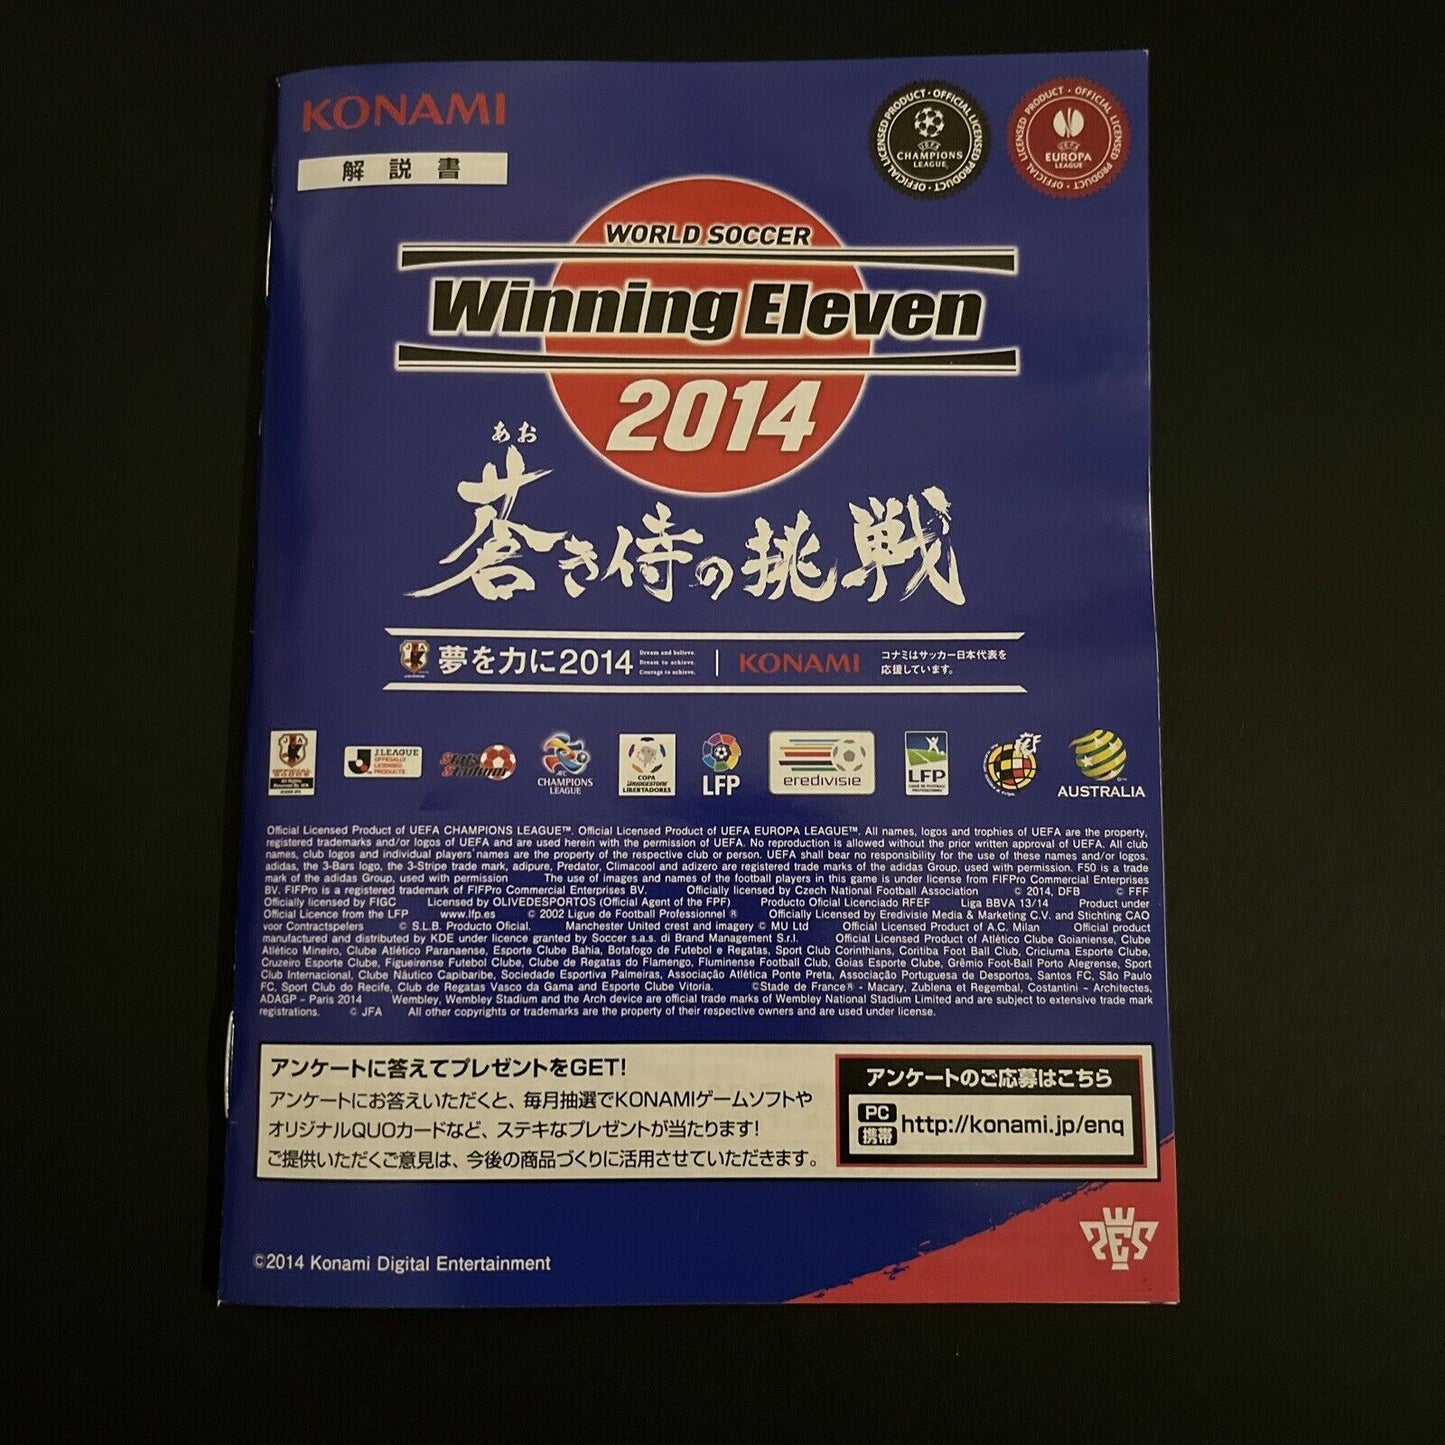 KONAMI
解説書
OFFICIAL LICENSED PRODUCT · OFFICIAL LICENSED PRODUCT
UEFA
CHAMPIONS
LEAGUE
OFFICIAL LICENSED PRODUCT · OFFICIAL LICENSED PRODUCT
UEFA
EUROPA
LEAGUE
WORLD SOCCER
Winning Eleven
2014
あお
蒼き侍の挑戦
夢を力に2014
Dream and believe.
Dream to achieve.
Courage to achieve.
KONAMI
コナミはサッカー日本代表を
応援しています。
J.LEAGUE
OFFICIALLY
LICENSED
PRODUCTS
AFC
CHAMPIONS
LEAGUE
COPA
BRIDGESTONE
LIBERTADORES
LFP
eredivisie
LFP
AUSTRALIA
Official Licensed Product of UEFA CHAMPIONS LEAGUE™. Official Licensed Product of UEFA EUROPA LEAGUE™. All names, logos and trophies of UEFA are the property,
registered trademarks and/or logos of UEFA and are used herein with the permission of UEFA. No reproduction is allowed without the prior written approval of UEFA. All club
names, club logos and individual players'names are the property of the respective club or person. UEFA shall bear no responsibility for the use of these names and/or logos.
adidas, the 3-Bars logo, the 3-Stripe trade mark, adipure, Predator, Climacool and adizero are registered trade marks of the adidas Group, used with permission. F50 is a trade
mark of the adidas Group, used with permission The use of images and names of the football players in this game is under license from FIFPro Commercial Enterprises
BV. FIFPro is a registered trademark of FIFPro Commercial Enterprises BV. Officially licensed by Czech National Football Association © 2014, DFB © FFF
Officially licensed by FIGC Licensed by OLIVEDESPORTOS (Official Agent of the FPF) Producto Oficial Licenciado RFEF Liga BBVA 13/14 Product under
Official Licence from the LFP www.lfp.es © 2002 Ligue de Football Professionnel ® Officially Licensed by Eredivisie Media & Marketing C.V. and Stichting CAO
voor Contractspelers © S.L.B. Producto Oficial. Manchester United crest and imagery © MU Ltd Official Licensed Product of A.C. Milan Official product
manufactured and distributed by KDE under licence granted by Soccer s.a.s. di Brand Management S.r.l. Official Licensed Product of Atlético Clube Goianiense, Clube
Atlético Mineiro, Clube Atlético Paranaense, Esporte Clube Bahia, Botafogo de Futebol e Regatas, Sport Club Corinthians, Coritiba Foot Ball Club, Criciuma Esporte Clube,
Cruzeiro Esporte Clube, Figueirense Futebol Clube, Clube de Regatas do Flamengo, Fluminense Football Club, Goias Esporte Clube, Grêmio Foot-Ball Porto Alegrense, Sport
Club Internacional, Clube Náutico Capibaribe, Sociedade Esportiva Palmeiras, Associação Atlética Ponte Preta, Associação Portuguesa de Desportos, Santos FC, São Paulo
FC, Sport Club do Recife, Club de Regatas Vasco da Gama and Esporte Clube Vitoria. ©Stade de France® - Macary, Zublena et Regembal, Costantini - Architectes,
ADAGP - Paris 2014 Wembley, Wembley Stadium and the Arch device are official trade marks of Wembley National Stadium Limited and are subject to extensive trade mark
registrations. © JFA All other copyrights or trademarks are the property of their respective owners and are used under license.
アンケートに答えてプレゼントをGET!
アンケートにお答えいただくと、毎月抽選でKONAMIゲームソフトや
オリジナルQUOカードなど、ステキなプレゼントが当たります!
ご提供いただくご意見は、今後の商品づくりに活用させていただきます。
アンケートのご応募はこちら
PC
携帯
http://konami.jp/enq
©2014 Konami Digital Entertainment
PES